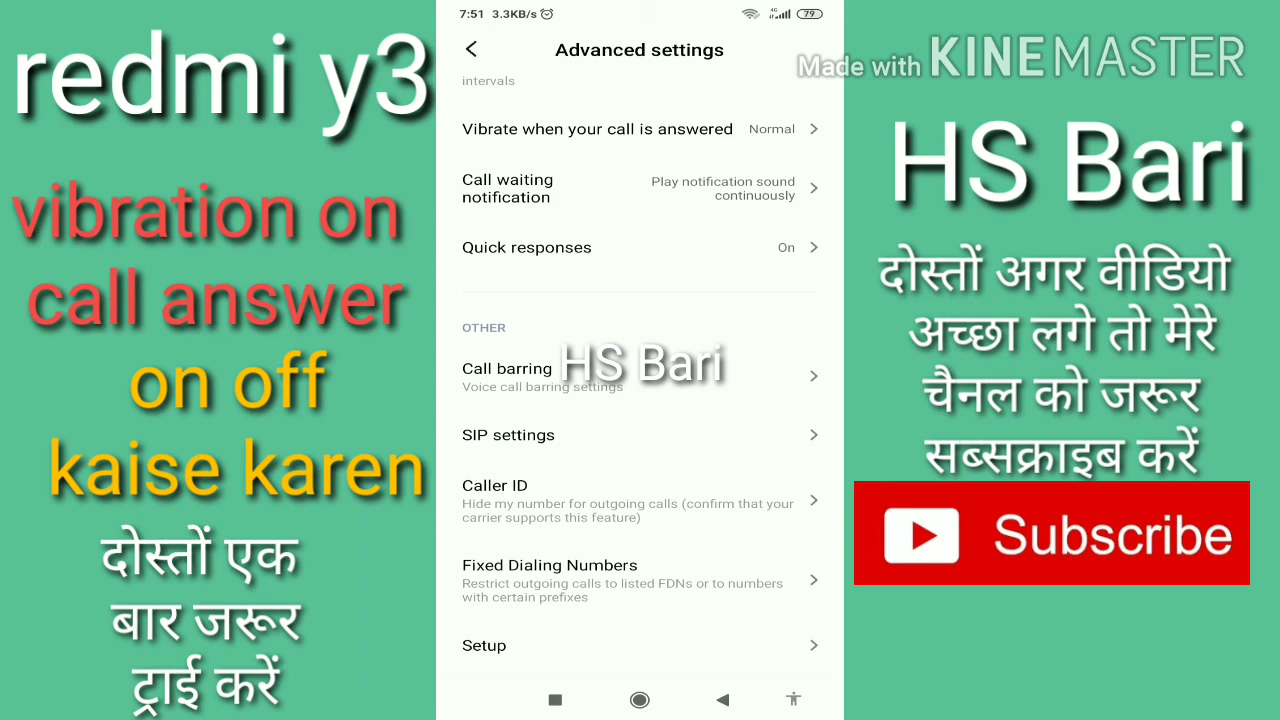 redmi y3
vibration on
call answer
on off
kaise karen
दोस्तों एक
बार जरूर
ट्राई करें
7:51 3.3KB/s
4G
79
Advanced settings
intervals
Vibrate when your call is answered Normal
Call waiting
notification
Play notification sound
continuously
Quick responses On
OTHER
Call barring
Voice call barring settings
HS Bari
SIP settings
Caller ID
Hide my number for outgoing calls (confirm that your
carrier supports this feature)
Fixed Dialing Numbers
Restrict outgoing calls to listed FDNs or to numbers
with certain prefixes
Setup
Made with KINEMASTER
HS Bari
दोस्तों अगर वीडियो
अच्छा लगे तो मेरे
चैनल को जरूर
सब्सक्राइब करें
Subscribe